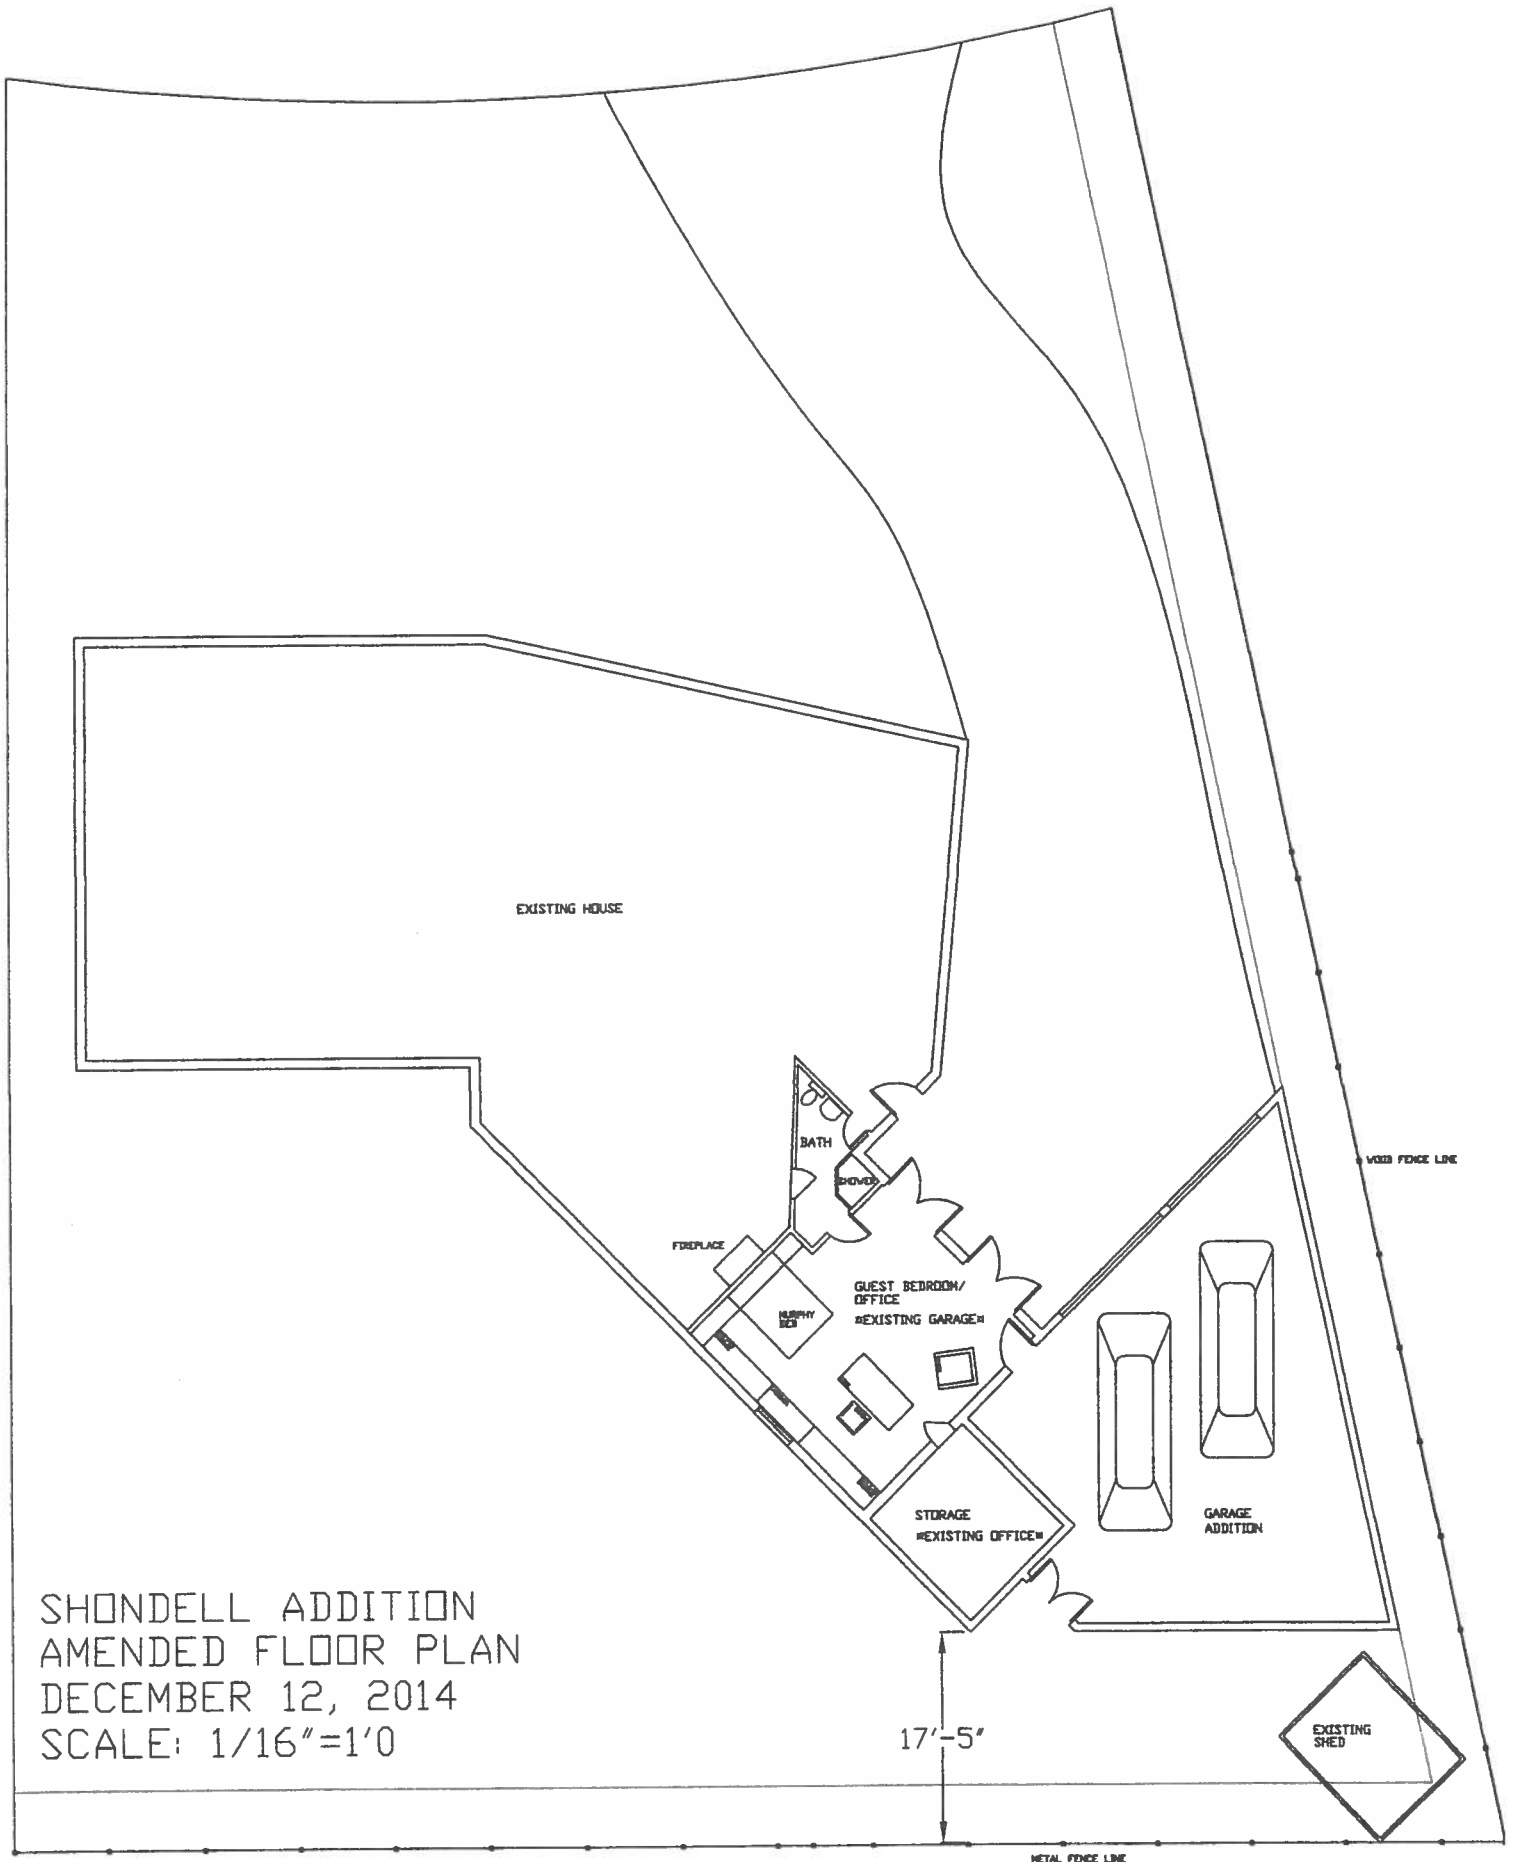 EXISTING HOUSE
WOOD FENCE LINE
BATH
SHOWER
FIREPLACE
GUEST BEDROOM/
OFFICE
¤EXISTING GARAGE¤
MURPHY
BED
STORAGE
¤EXISTING OFFICE¤
GARAGE
ADDITION
SHONDELL ADDITION
AMENDED FLOOR PLAN
DECEMBER 12, 2014
SCALE: 1/16"=1'0
17'-5"
EXISTING
SHED
METAL FENCE LINE